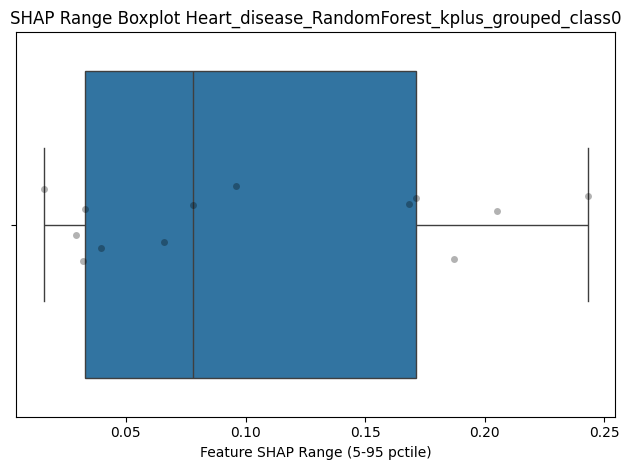 SHAP Range Boxplot Heart_disease_RandomForest_kplus_grouped_class0
0.05 0.10 0.15 0.20 0.25
Feature SHAP Range (5-95 pctile)